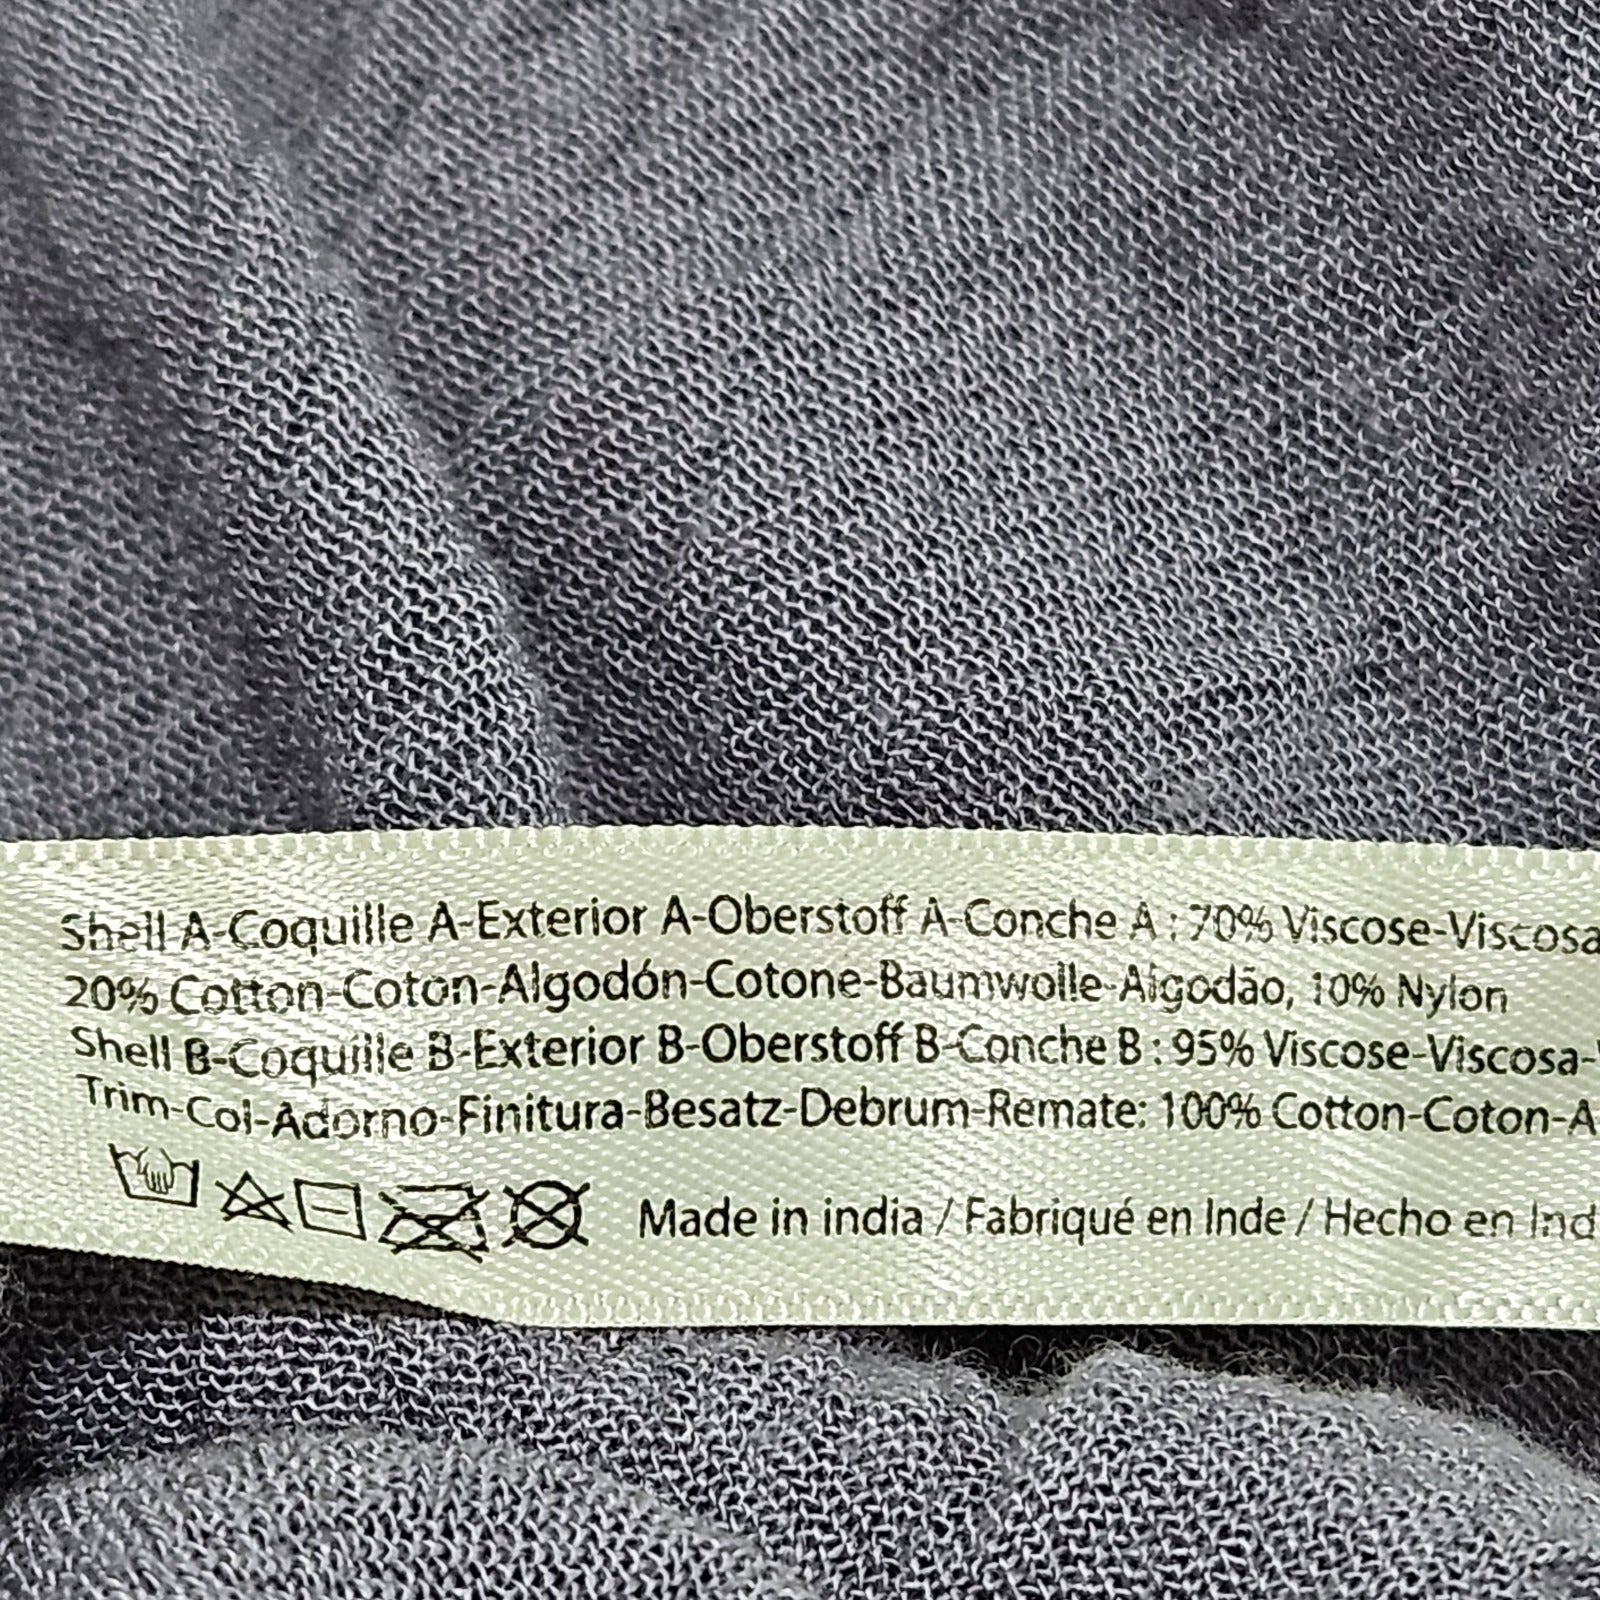 Shell A-Coquille A-Exterior A-Oberstoff A-Conche A : 70% Viscose-Viscosa
20% Cotton-Coton-Algodón-Cotone-Baumwolle-Algodão, 10% Nylon
Shell B-Coquille B-Exterior B-Oberstoff B-Conche B : 95% Viscose-Viscosa-
Trim-Col-Adorno-Finitura-Besatz-Debrum-Remate: 100% Cotton-Coton-A
Made in india / Fabriqué en Inde / Hecho en Ind